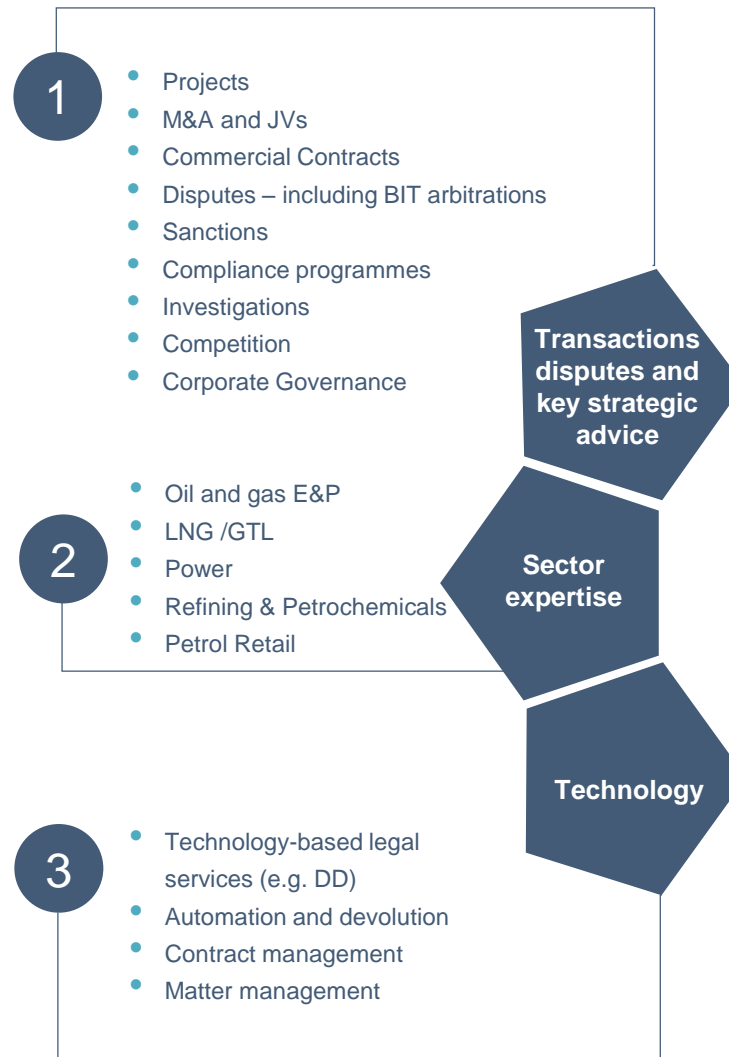 1
Projects
M&A and JVs
Commercial Contracts
Disputes – including BIT arbitrations
Sanctions
Compliance programmes
Investigations
Competition
Corporate Governance
Transactions
disputes and
key strategic
advice
2
Oil and gas E&P
LNG /GTL
Power
Refining & Petrochemicals
Petrol Retail
Sector
expertise
3
Technology-based legal
services (e.g. DD)
Automation and devolution
Contract management
Matter management
Technology